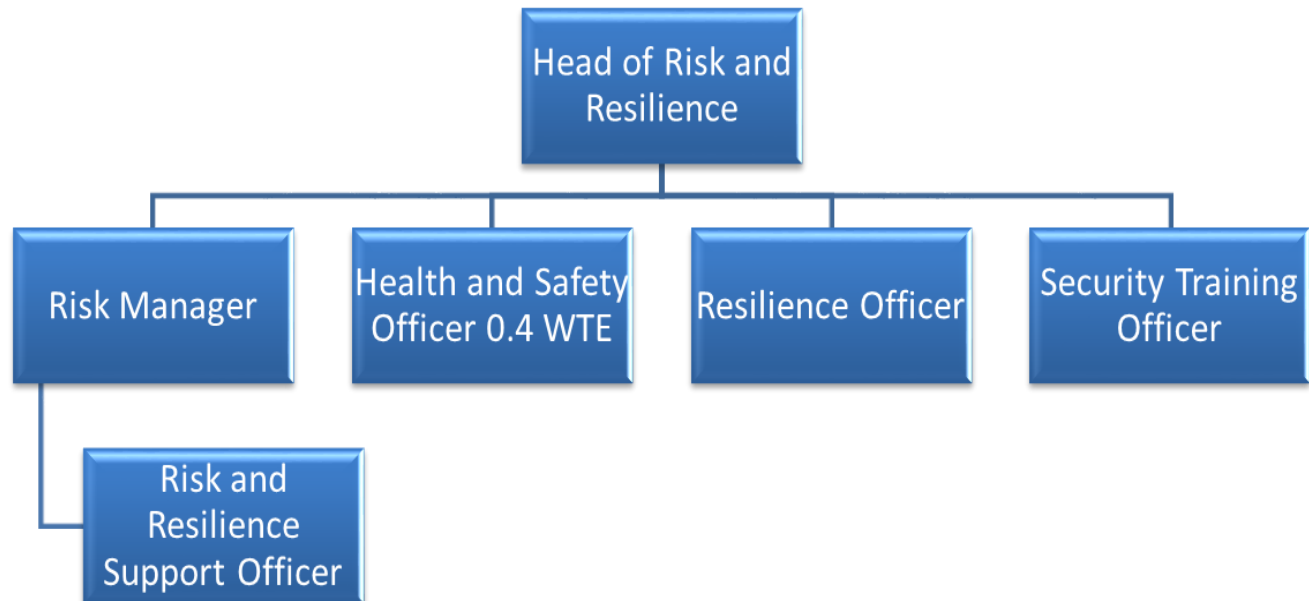 Head of Risk and
Resilience
Risk Manager
Health and Safety
Officer 0.4 WTE
Resilience Officer
Security Training
Officer
Risk and
Resilience
Support Officer